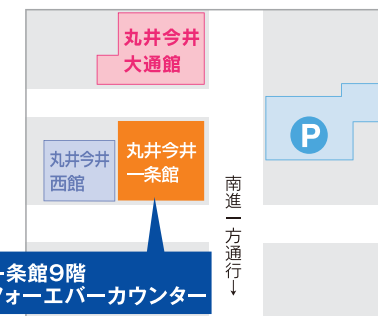 丸井今井
大通館
丸井今井
西館
丸井今井
一条館
P
南進一方通行→
一条館9階
フォーエバーカウンター